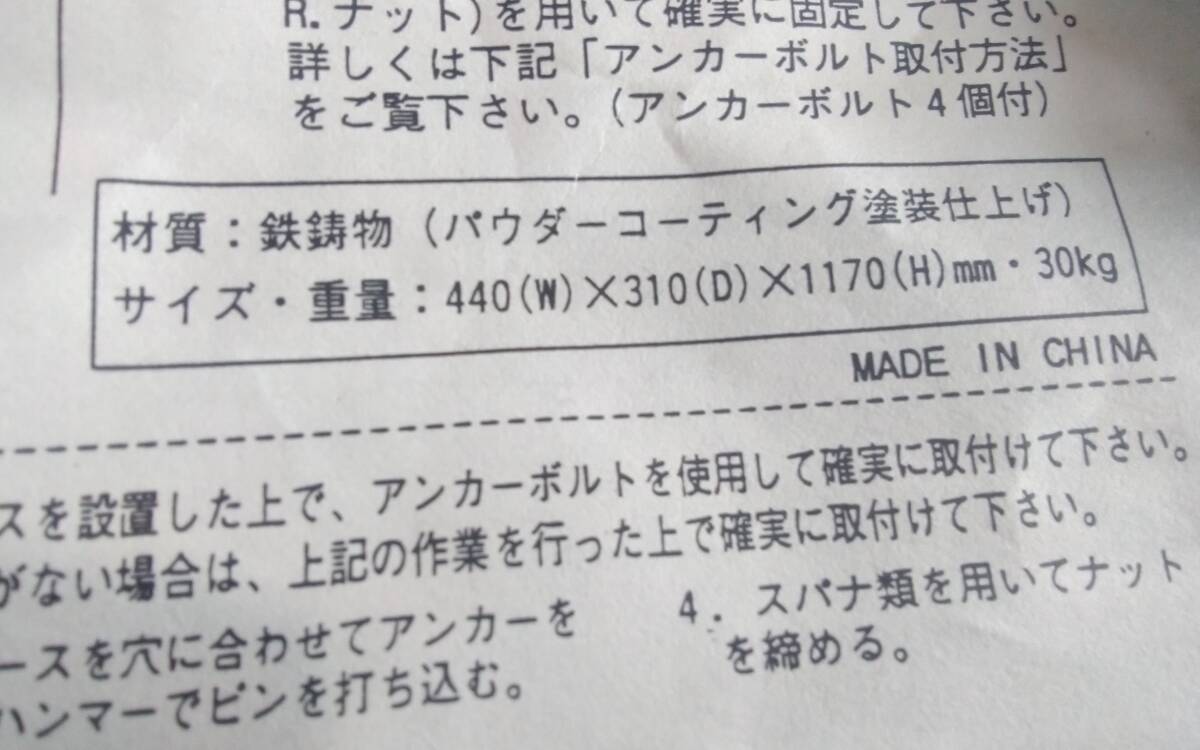 R.ナット)を用いて確実に固定して下さい。
詳しくは下記「アンカーボルト取付方法」
をご覧下さい。(アンカーボルト4個付)
材質：鉄鋳物（パウダーコーティング塗装仕上げ）
サイズ・重量：440(W)×310(D)×1170(H)mm・30kg
MADE IN CHINA
スを設置した上で、アンカーボルトを使用して確実に取付けて下さい。
がない場合は、上記の作業を行った上で確実に取付けて下さい。
ースを穴に合わせてアンカーを
ハンマーでピンを打ち込む。
4. スパナ類を用いてナット
を締める。